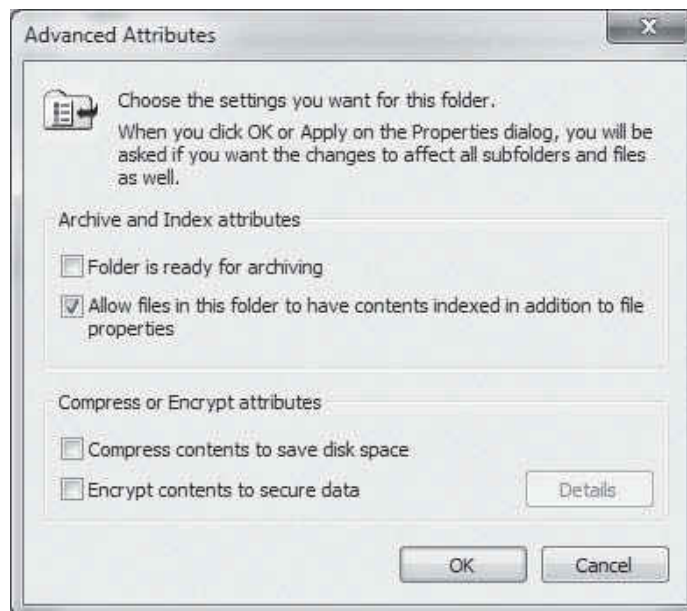 Advanced Attributes
Choose the settings you want for this folder.
When you click OK or Apply on the Properties dialog, you will be
asked if you want the changes to affect all subfolders and files
as well.
Archive and Index attributes
Folder is ready for archiving
Allow files in this folder to have contents indexed in addition to file
properties
Compress or Encrypt attributes
Compress contents to save disk space
Encrypt contents to secure data
Details
OK
Cancel